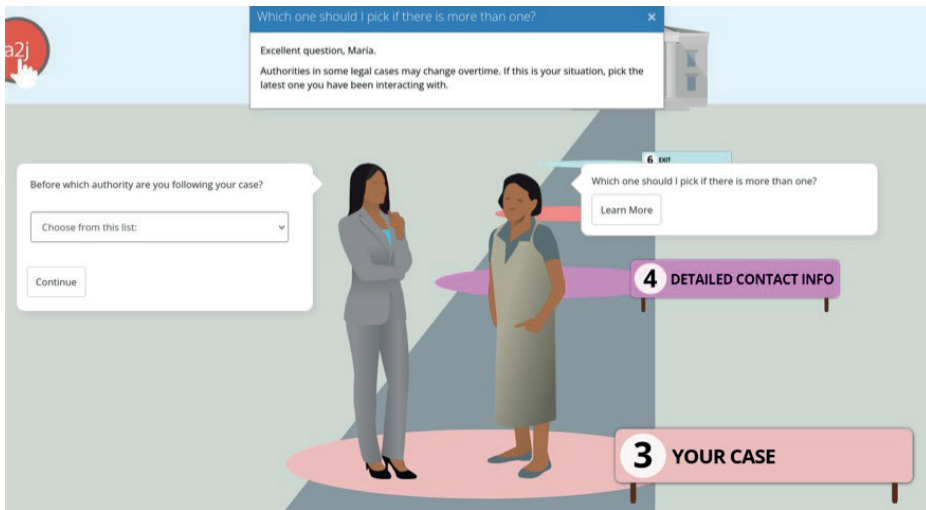 Which one should I pick if there is more than one?
×
Excellent question, Maria.
Authorities in some legal cases may change overtime. If this is your situation, pick the
latest one you have been interacting with.
a2j
6 EXIT
Before which authority are you following your case?
Choose from this list:
Continue
Which one should I pick if there is more than one?
Learn More
4 DETAILED CONTACT INFO
3 YOUR CASE